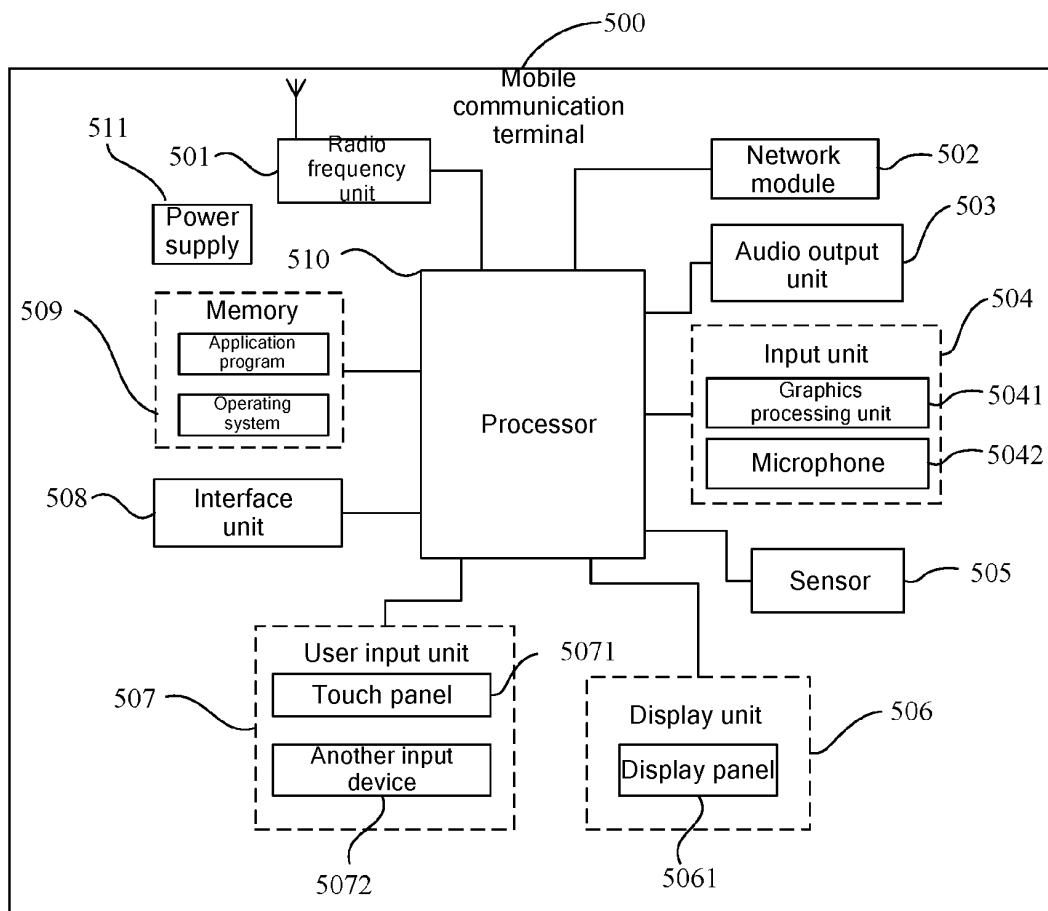 500
Mobile
communication
terminal
511
501
Radio
frequency
unit
Network
module
502
Power
supply
503
Audio output
unit
510
509
Memory
Application
program
Operating
system
504
Input unit
Graphics
processing unit
5041
Microphone
5042
Processor
508
Interface
unit
Sensor
505
User input unit
5071
Touch panel
507
Another input
device
5072
Display unit
506
Display panel
5061